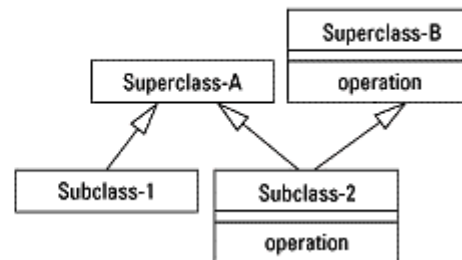 Superclass-B
operation
Superclass-A
Subclass-1
Subclass-2
operation